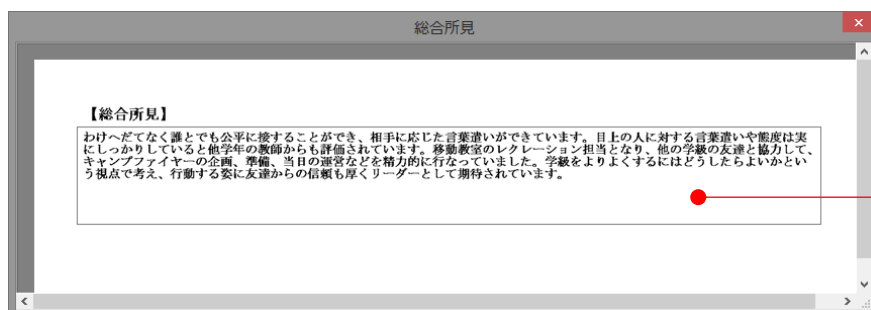 総合所見
【総合所見】
わけへだてなく誰とでも公平に接することができ、相手に応じた言葉遣いができています。目上の人に対する言葉遣いや態度は実
にしっかりしていると他学年の教師からも評価されています。移動教室のレクレーション担当となり、他の学級の友達と協力して、
キャンプファイヤーの企画、準備、当日の運営などを精力的に行なっていました。学級をよりよくするにはどうしたらよいかとい
う視点で考え、行動する姿に友達からの信頼も厚くリーダーとして期待されています。